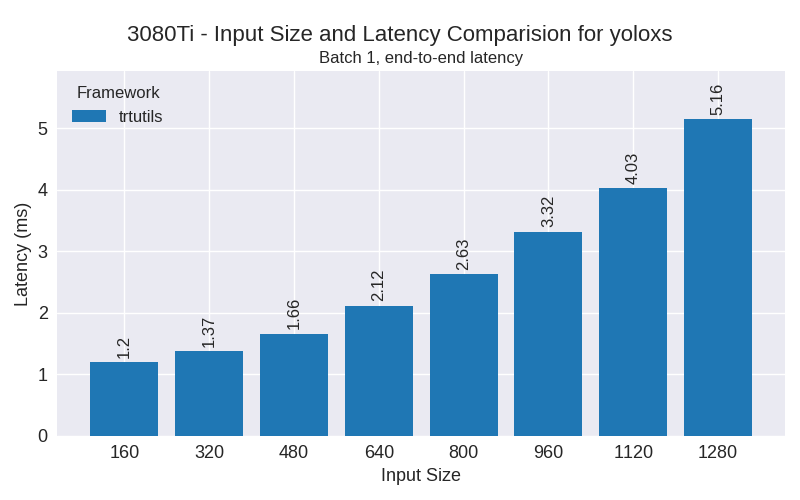 3080Ti - Input Size and Latency Comparision for yoloxs
Batch 1, end-to-end latency
Framework
trtutils
Latency (ms)
5
4
3
2
1
0
1.2
1.37
1.66
2.12
2.63
3.32
4.03
5.16
160 320 480 640 800 960 1120 1280
Input Size